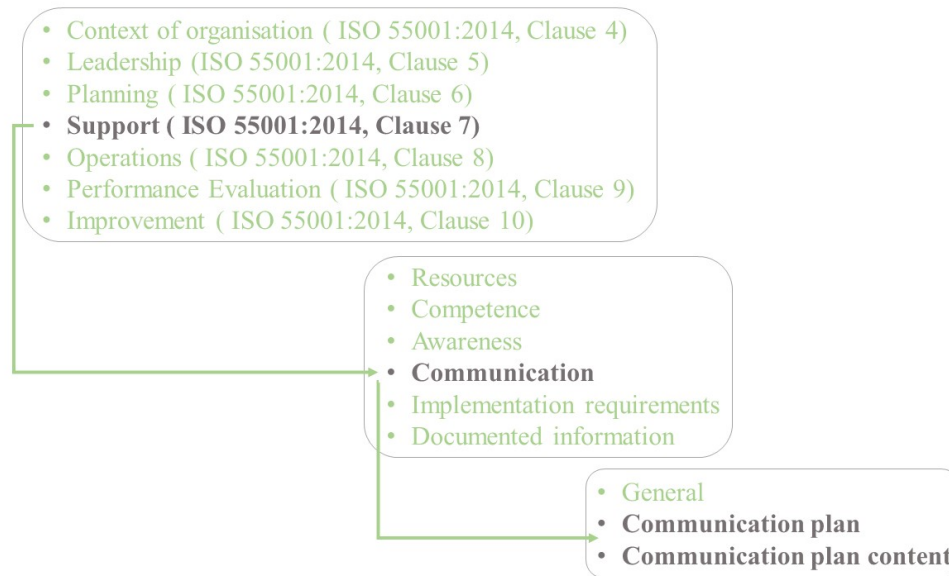 • Context of organisation ( ISO 55001:2014, Clause 4)
• Leadership (ISO 55001:2014, Clause 5)
• Planning ( ISO 55001:2014, Clause 6)
• Support ( ISO 55001:2014, Clause 7)
• Operations ( ISO 55001:2014, Clause 8)
• Performance Evaluation ( ISO 55001:2014, Clause 9)
• Improvement ( ISO 55001:2014, Clause 10)
• Resources
• Competence
• Awareness
• Communication
• Implementation requirements
• Documented information
• General
• Communication plan
• Communication plan content